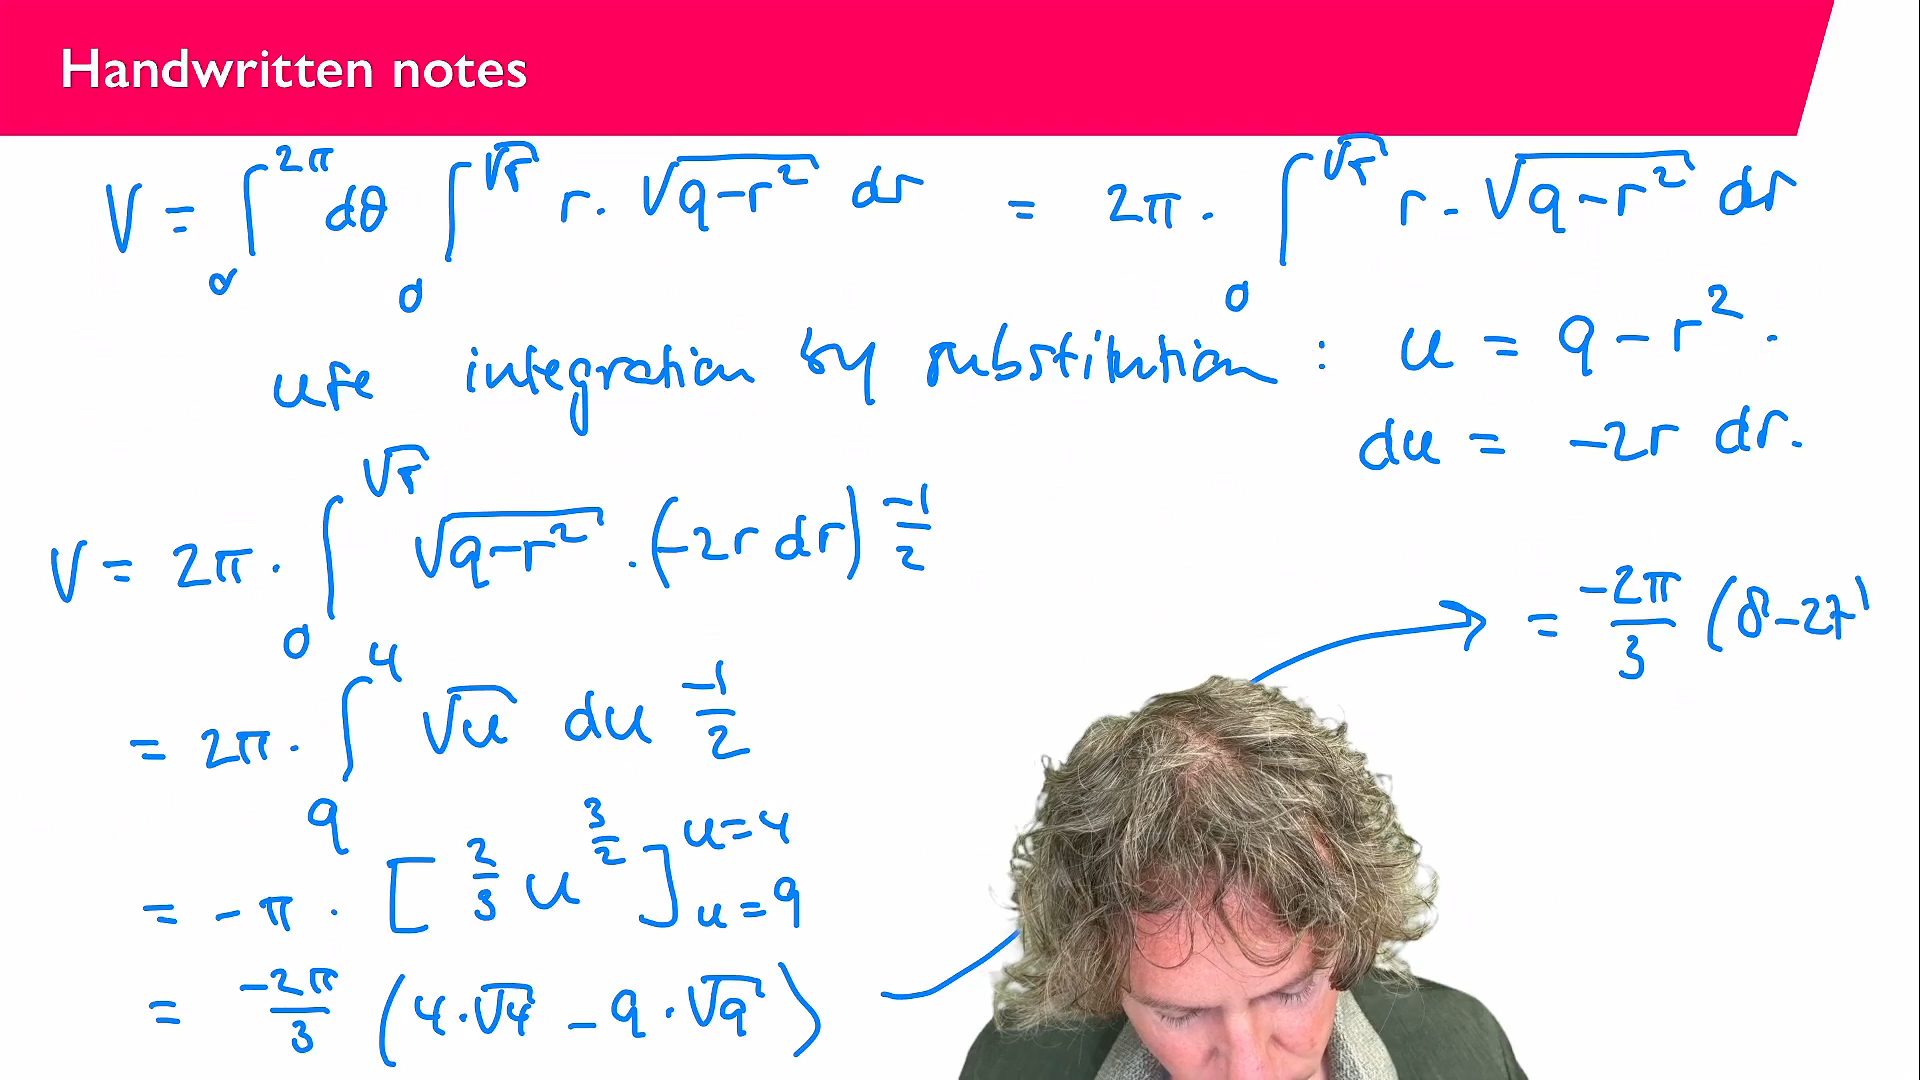 Handwritten notes
V = ∫₀^{2π} dθ ∫₀^{√5} r · √(9-r²) dr = 2π · ∫₀^{√5} r · √(9-r²) dr
use integration by substitution : u = 9 - r² .
du = -2r dr.
V = 2π · ∫₀^{√5} √(9-r²) · (-2r dr) -1/2
= 2π · ∫₉⁴ √u du -1/2
= -π · [ 2/3 u^{3/2} ]_{u=9}^{u=4}
= -2π/3 ( 4·√4 - 9·√9 )
= -2π/3 (8-27)